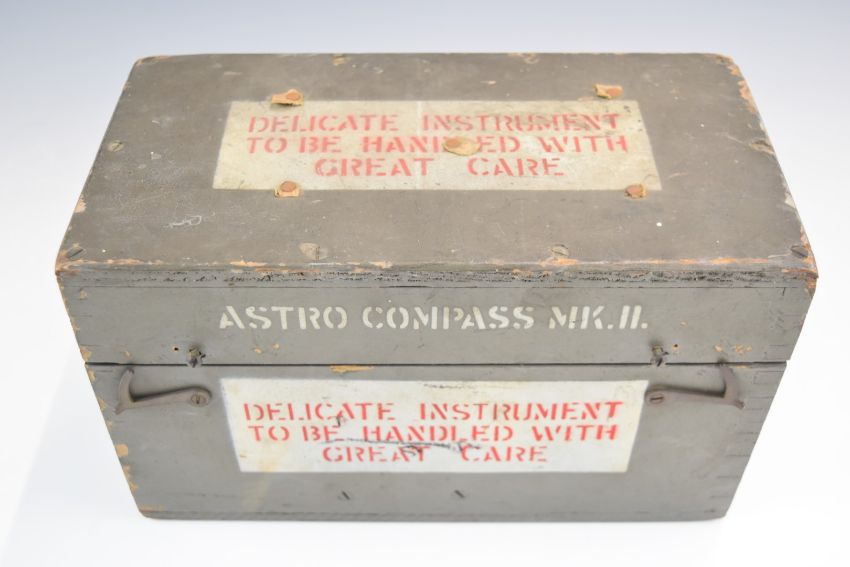 DELICATE INSTRUMENT
TO BE HANDLED WITH
GREAT CARE
ASTRO COMPASS MK.II.
DELICATE INSTRUMENT
TO BE HANDLED WITH
GREAT CARE